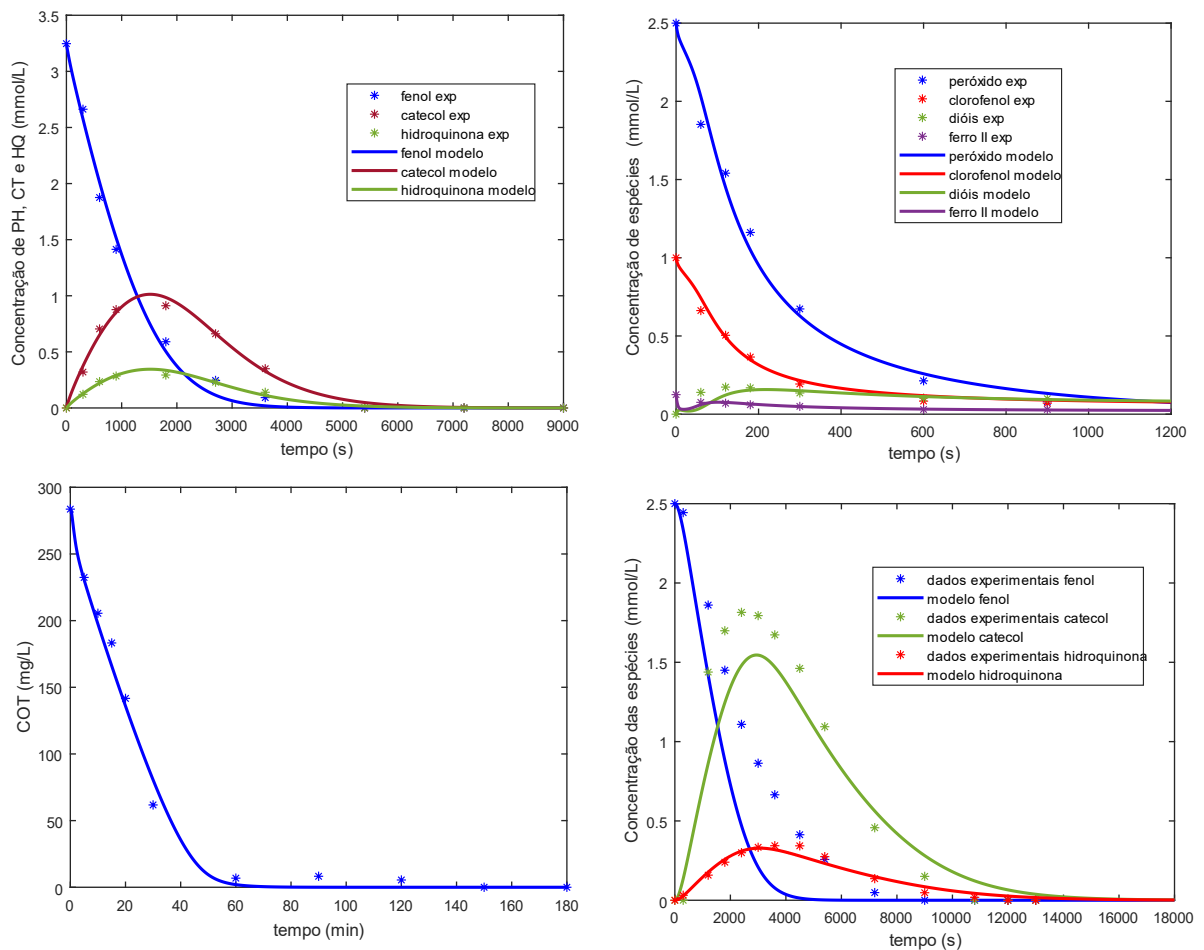 3.5
3
2.5
2
1.5
1
0.5
0
Concentração de PH, CT e HQ (mmol/L)
fenol exp
catecol exp
hidroquinona exp
fenol modelo
catecol modelo
hidroquinona modelo
0 1000 2000 3000 4000 5000 6000 7000 8000 9000
tempo (s)
2.5
2
1.5
1
0.5
0
Concentração de espécies (mmol/L)
peróxido exp
clorofenol exp
dióis exp
ferro II exp
peróxido modelo
clorofenol modelo
dióis modelo
ferro II modelo
0 200 400 600 800 1000 1200
tempo (s)
300
250
200
150
100
50
0
COT (mg/L)
0 20 40 60 80 100 120 140 160 180
tempo (min)
2.5
2
1.5
1
0.5
0
Concentração das espécies (mmol/L)
dados experimentais fenol
modelo fenol
dados experimentais catecol
modelo catecol
dados experimentais hidroquinona
modelo hidroquinona
0 2000 4000 6000 8000 10000 12000 14000 16000 18000
tempo (s)